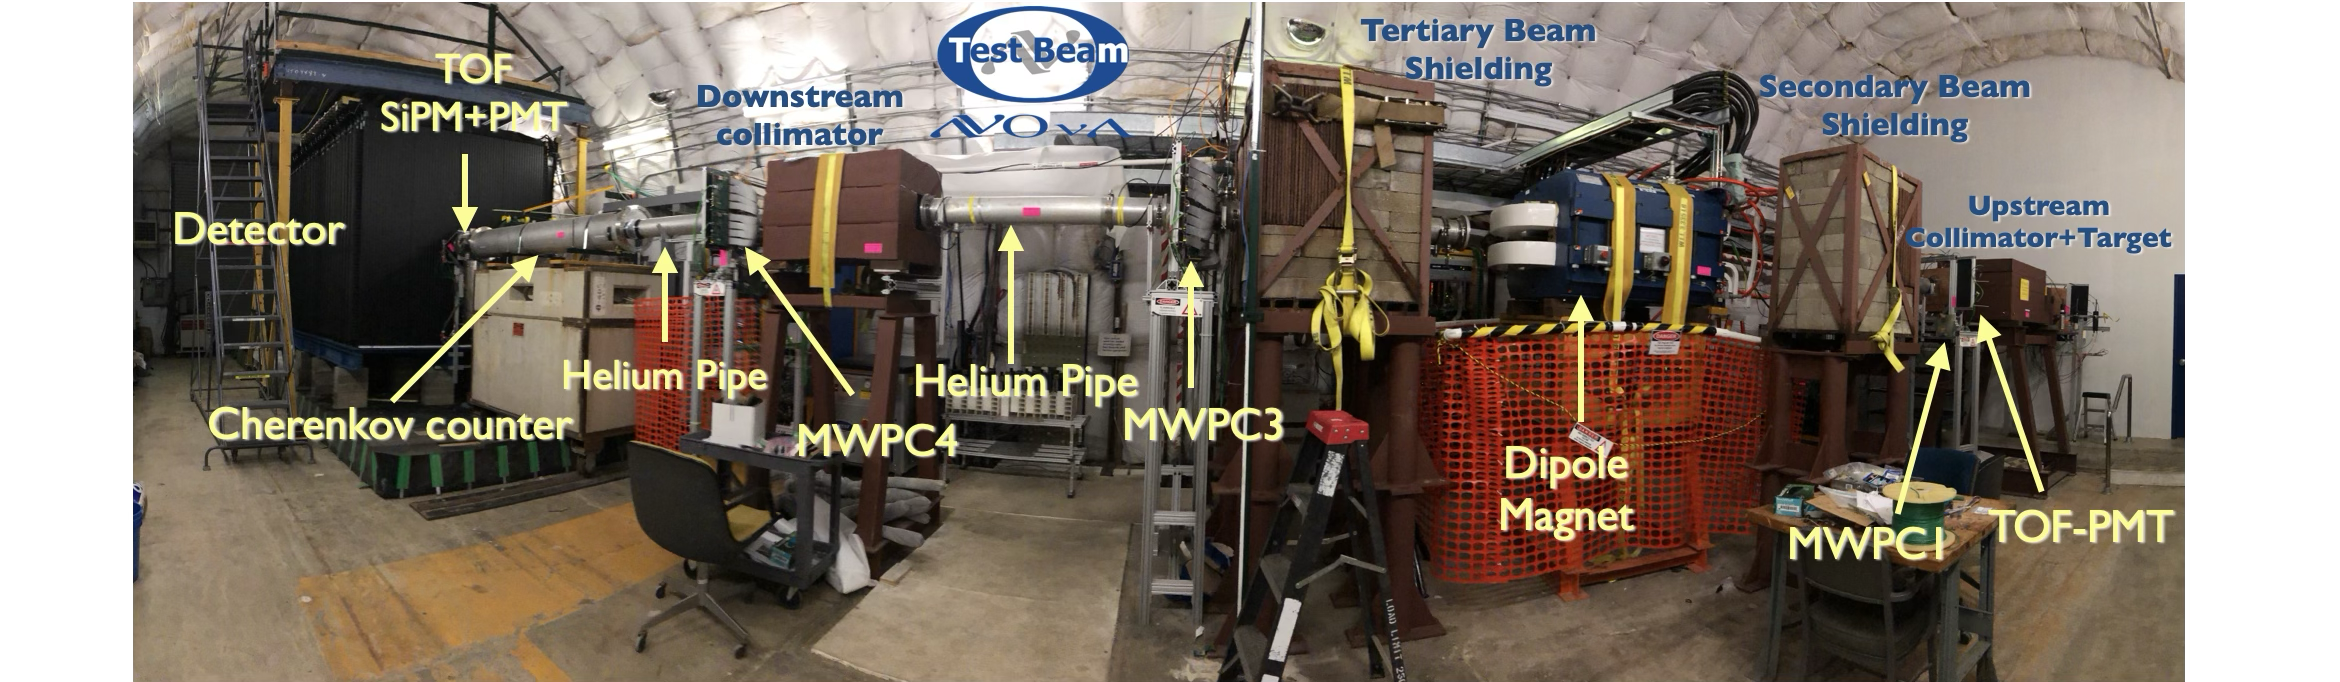 TOF
SiPM+PMT
Detector
Cherenkov counter
Helium Pipe
Downstream
collimator
MWPC4
Test Beam
NOνA
Helium Pipe
MWPC3
Tertiary Beam
Shielding
Dipole
Magnet
Secondary Beam
Shielding
Upstream
Collimator+Target
MWPC1
TOF-PMT
LOAD LIMIT